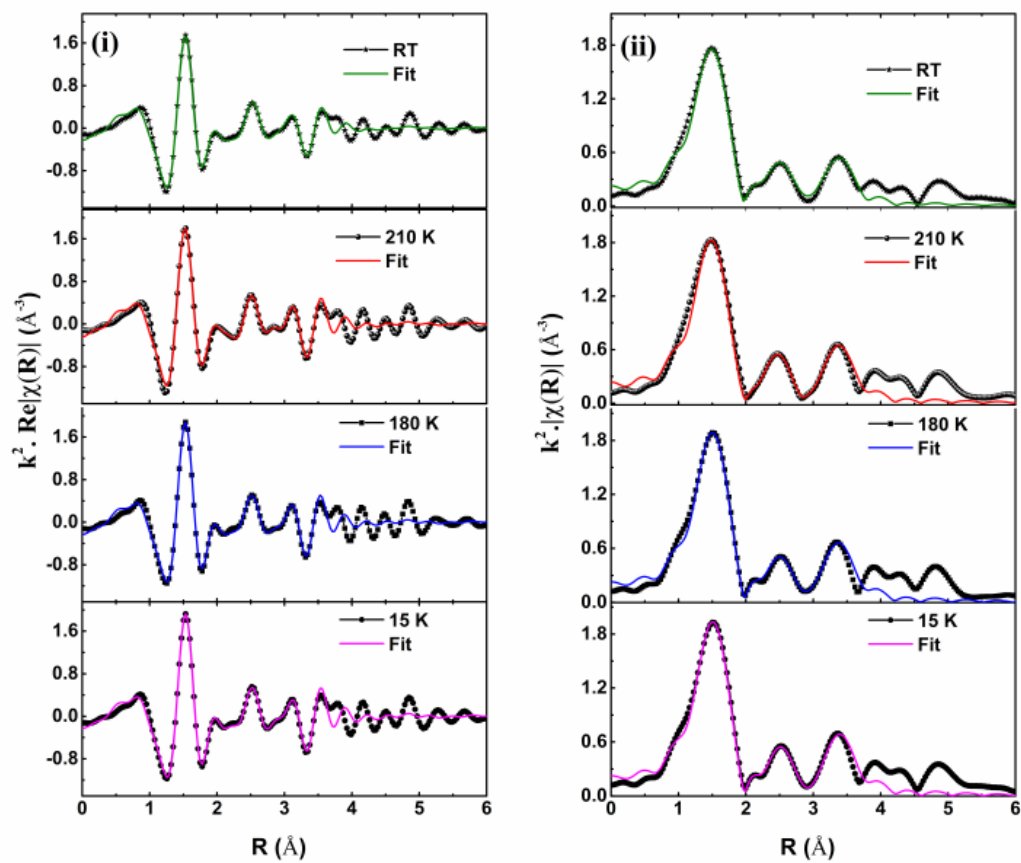 (i)
RT
Fit
1.6
0.8
0.0
-0.8
210 K
Fit
1.6
0.8
0.0
-0.8
180 K
Fit
1.6
0.8
0.0
-0.8
15 K
Fit
1.6
0.8
0.0
-0.8
0 1 2 3 4 5 6
R (Å)
k². Re|χ(R)| (Å⁻³)
(ii)
RT
Fit
1.8
1.2
0.6
0.0
210 K
Fit
1.8
1.2
0.6
0.0
180 K
Fit
1.8
1.2
0.6
0.0
15 K
Fit
1.8
1.2
0.6
0.0
0 1 2 3 4 5 6
R (Å)
k².|χ(R)| (Å⁻³)